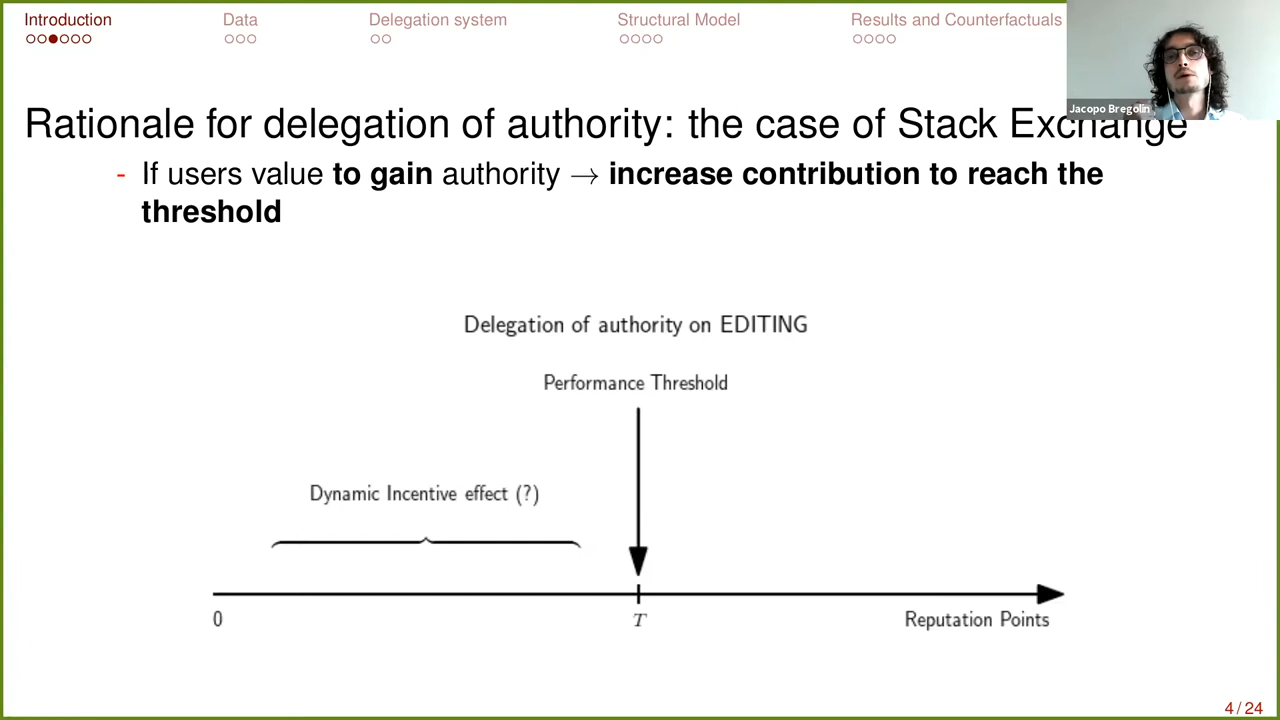 Introduction Data Delegation system Structural Model Results and Counterfactuals
Jacopo Bregolin
Rationale for delegation of authority: the case of Stack Exchange
- If users value to gain authority → increase contribution to reach the
threshold
Delegation of authority on EDITING
Performance Threshold
Dynamic Incentive effect (?)
0 T Reputation Points
4 / 24